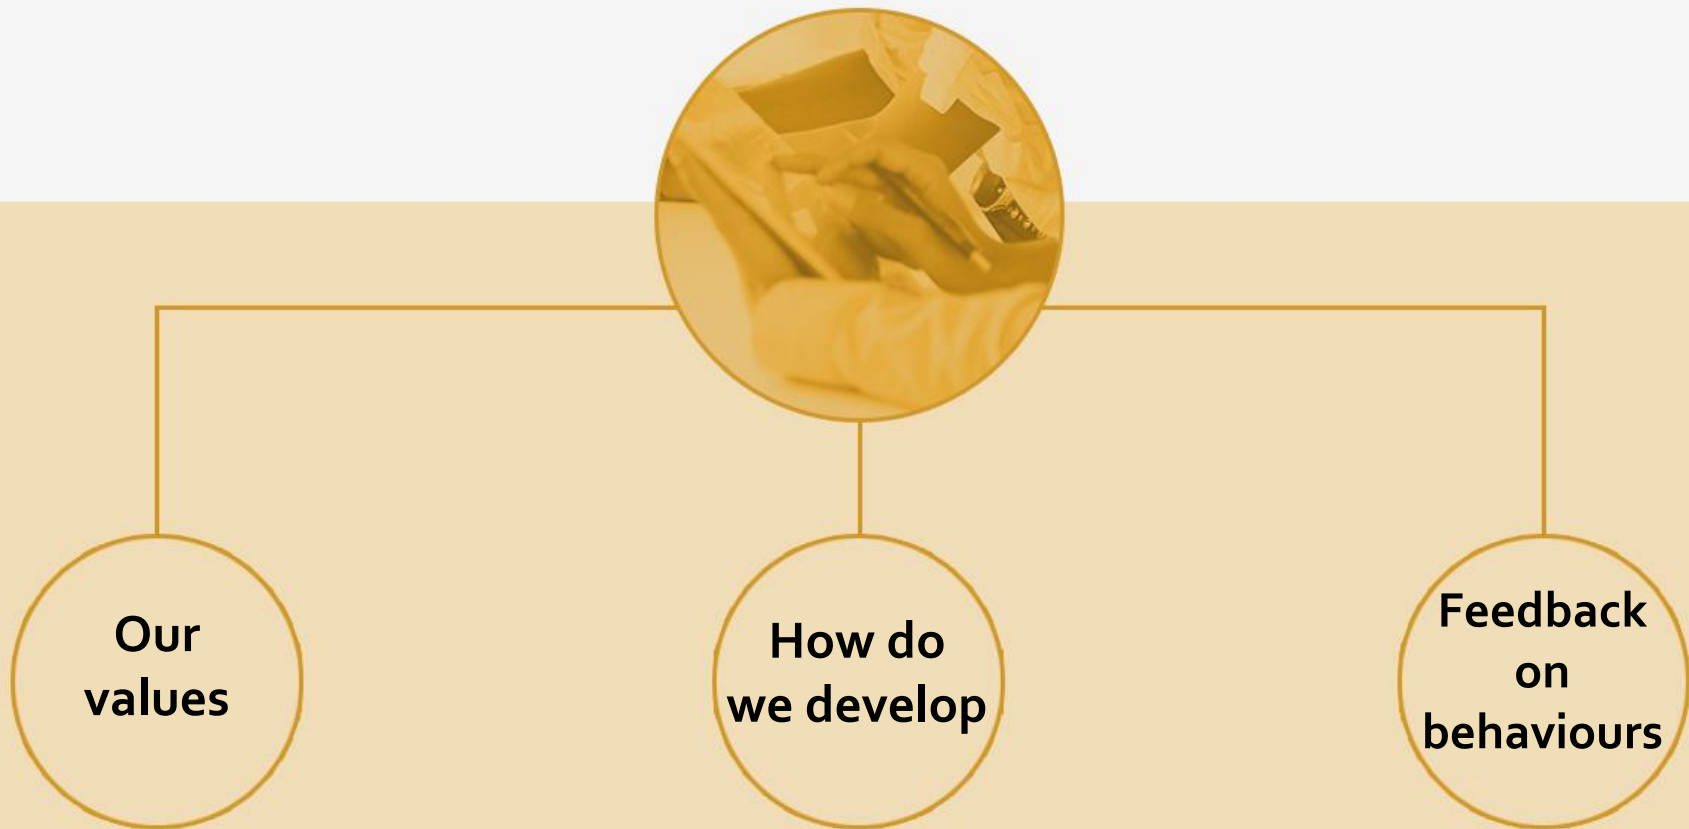 Our
values
How do
we develop
Feedback
on
behaviours